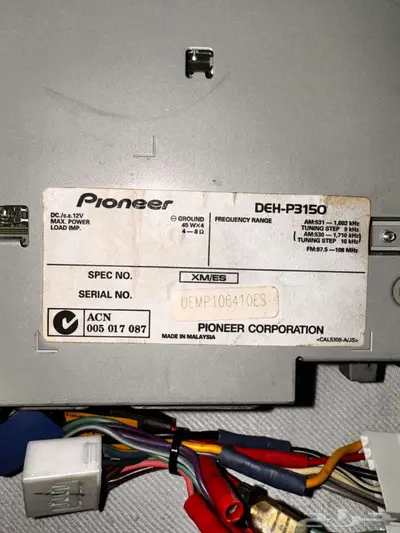 Pioneer
DEH-P3150
DC./c.c.12V
MAX. POWER
LOAD IMP.
⊖ GROUND
45 W×4
4–8 Ω
FREQUENCY RANGE
AM:531–1,602 kHz
TUNING STEP 9 kHz
(AM:530–1,710 kHz
TUNING STEP 10 kHz)
FM:87.5–108 MHz
SPEC NO.
XM/ES
SERIAL NO.
OEMP106410ES
ACN
005 017 087
PIONEER CORPORATION
MADE IN MALAYSIA
<CAL5308-A/JS>